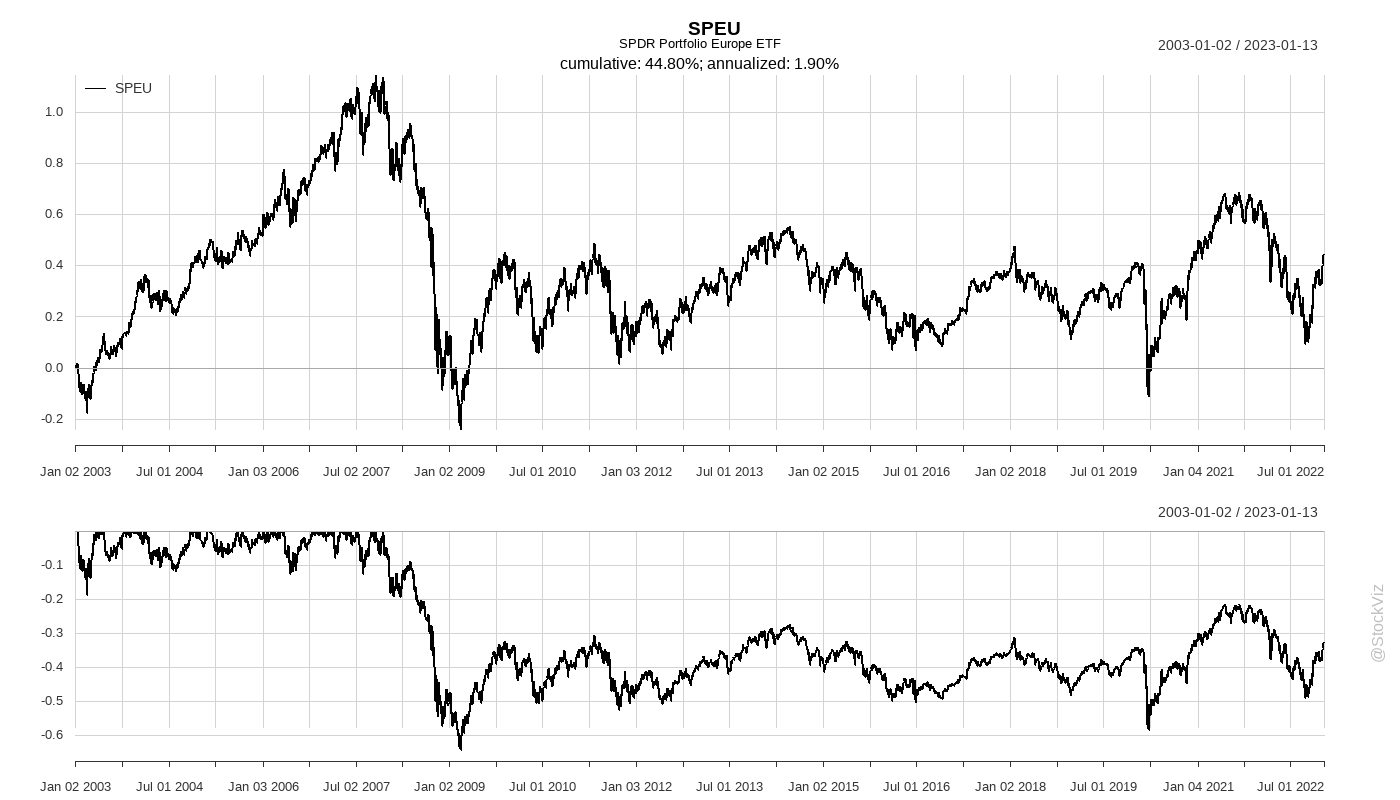 SPEU
SPDR Portfolio Europe ETF
2003-01-02 / 2023-01-13
cumulative: 44.80%; annualized: 1.90%
SPEU
1.0
0.8
0.6
0.4
0.2
0.0
-0.2
Jan 02 2003 Jul 01 2004 Jan 03 2006 Jul 02 2007 Jan 02 2009 Jul 01 2010 Jan 03 2012 Jul 01 2013 Jan 02 2015 Jul 01 2016 Jan 02 2018 Jul 01 2019 Jan 04 2021 Jul 01 2022
2003-01-02 / 2023-01-13
-0.1
-0.2
-0.3
-0.4
-0.5
-0.6
Jan 02 2003 Jul 01 2004 Jan 03 2006 Jul 02 2007 Jan 02 2009 Jul 01 2010 Jan 03 2012 Jul 01 2013 Jan 02 2015 Jul 01 2016 Jan 02 2018 Jul 01 2019 Jan 04 2021 Jul 01 2022
@StockViz